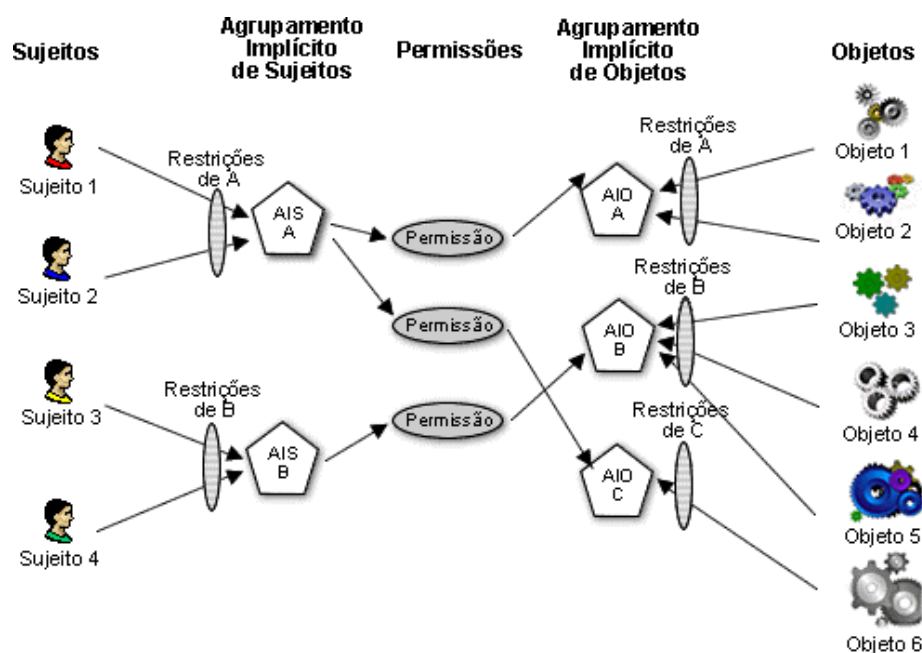 Sujeitos
Agrupamento
Implícito
de Sujeitos
Permissões
Agrupamento
Implícito
de Objetos
Objetos
Sujeito 1
Sujeito 2
Sujeito 3
Sujeito 4
Restrições
de A
AIS
A
Restrições
de B
AIS
B
Permissão
Permissão
Permissão
Restrições
de A
AIO
A
Restrições
de B
AIO
B
Restrições
de C
AIO
C
Objeto 1
Objeto 2
Objeto 3
Objeto 4
Objeto 5
Objeto 6